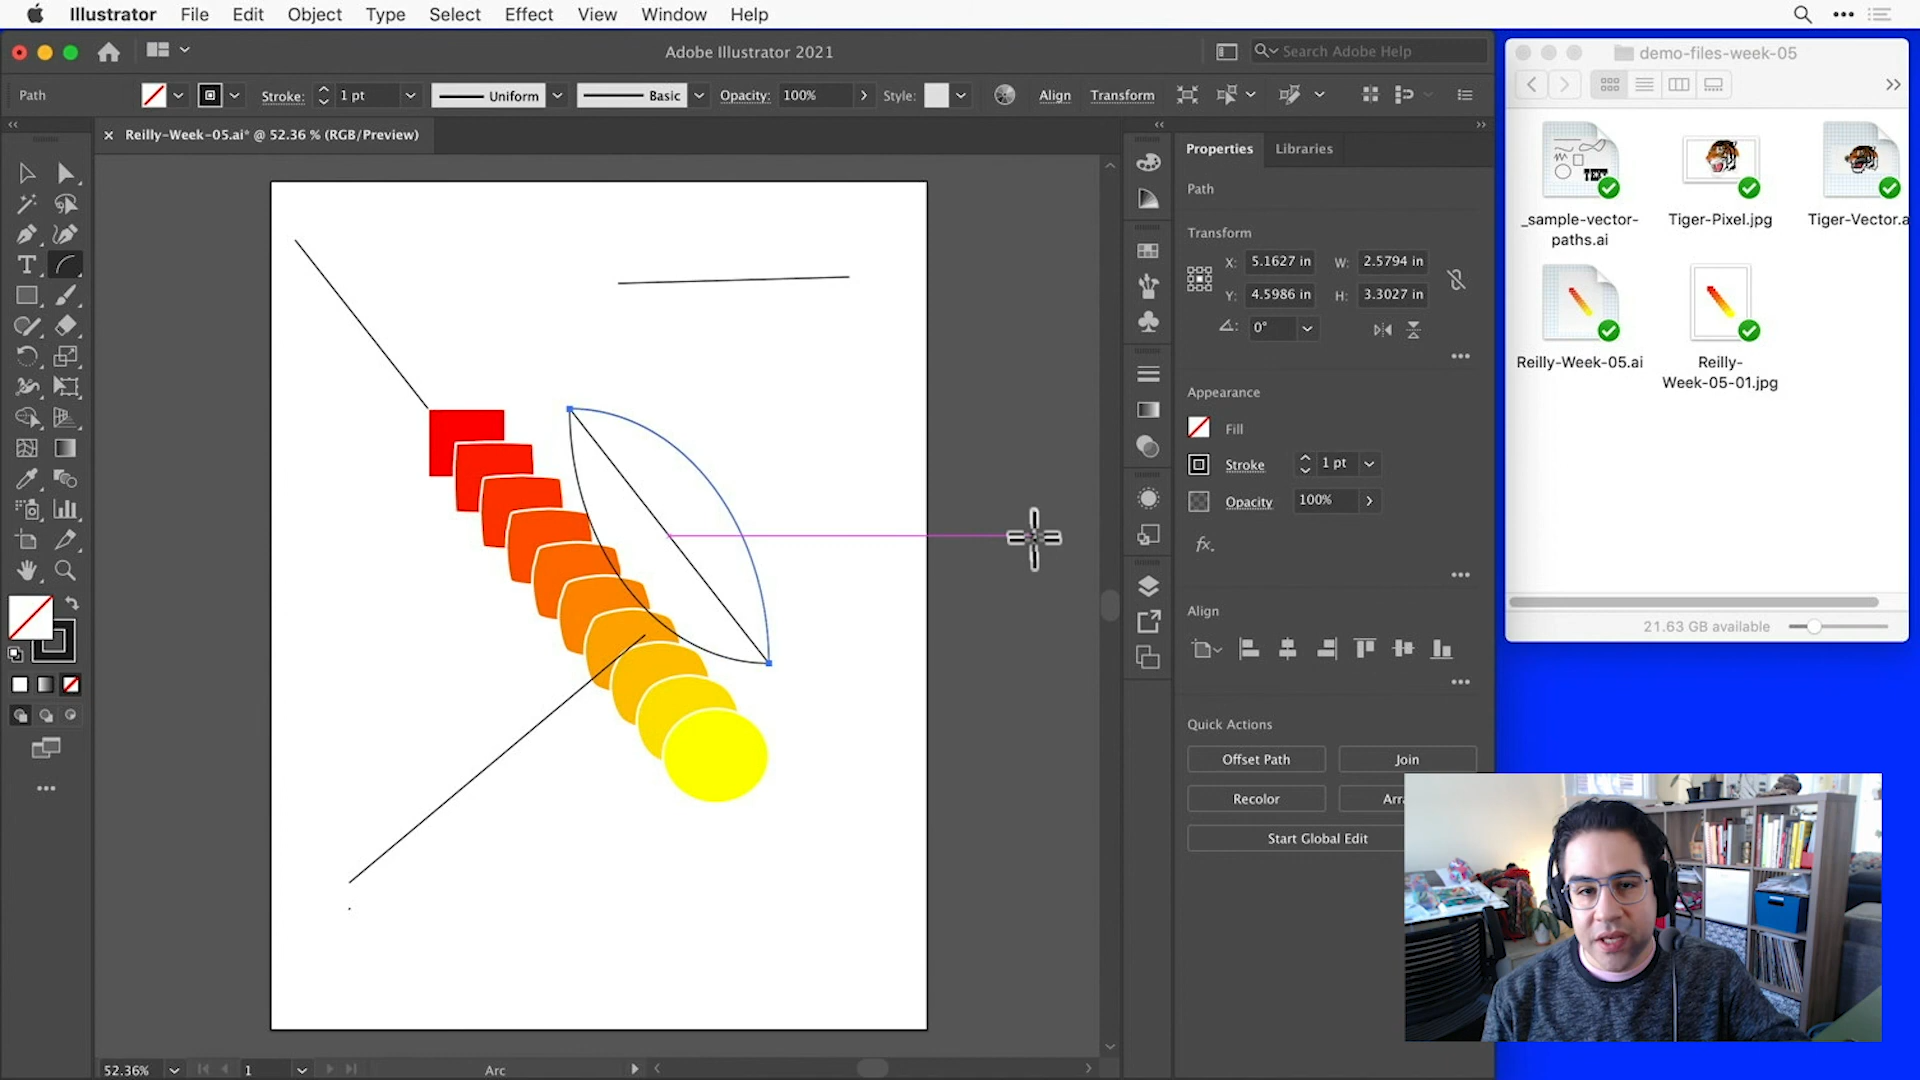 Illustrator File Edit Object Type Select Effect View Window Help
Adobe Illustrator 2021
Search Adobe Help
Path
Stroke: 1 pt Uniform Basic Opacity: 100% Style: Align Transform
Reilly-Week-05.ai* @ 52.36 % (RGB/Preview)
Properties Libraries
Path
Transform
X: 5.1627 in W: 2.5794 in
Y: 4.5986 in H: 3.3027 in
0°
Appearance
Fill
Stroke 1 pt
Opacity 100%
fx.
Align
Quick Actions
Offset Path Join
Recolor Arr
Start Global Edit
52.36% 1 Arc
demo-files-week-05
_sample-vector-
paths.ai
Tiger-Pixel.jpg
Tiger-Vector.a
Reilly-Week-05.ai
Reilly-
Week-05-01.jpg
21.63 GB available